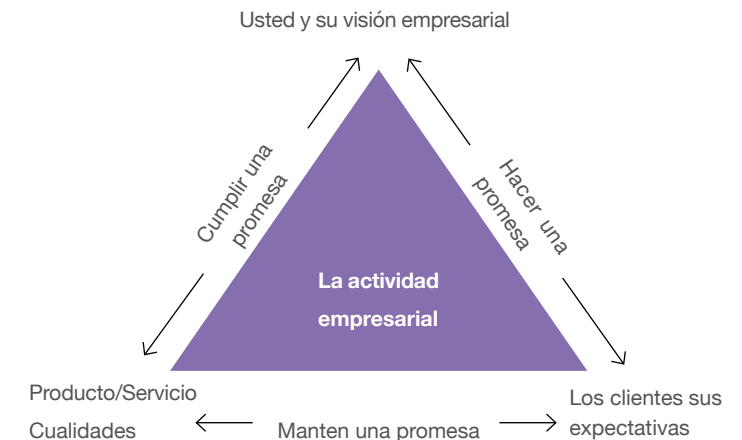 Usted y su visión empresarial
Cumplir una
promesa
Hacer una
promesa
La actividad
empresarial
Producto/Servicio
Cualidades
Manten una promesa
Los clientes sus
expectativas